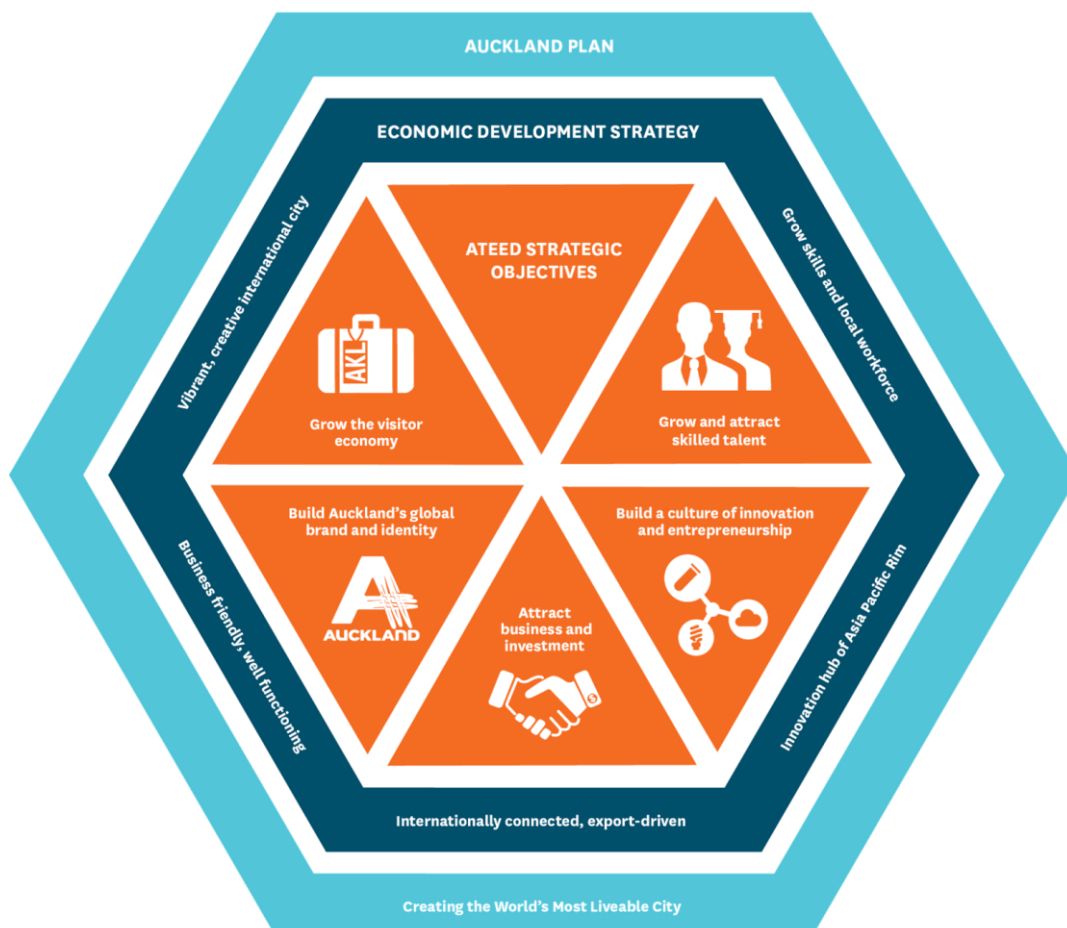 AUCKLAND PLAN
ECONOMIC DEVELOPMENT STRATEGY
Vibrant, creative international city
Grow skills and local workforce
ATEED STRATEGIC
OBJECTIVES
AKL
Grow the visitor
economy
Grow and attract
skilled talent
Build Auckland's global
brand and identity
A
AUCKLAND
Attract
business and
investment
$
Build a culture of innovation
and entrepreneurship
Business friendly, well functioning
Innovation hub of Asia Pacific Rim
Internationally connected, export-driven
Creating the World's Most Liveable City